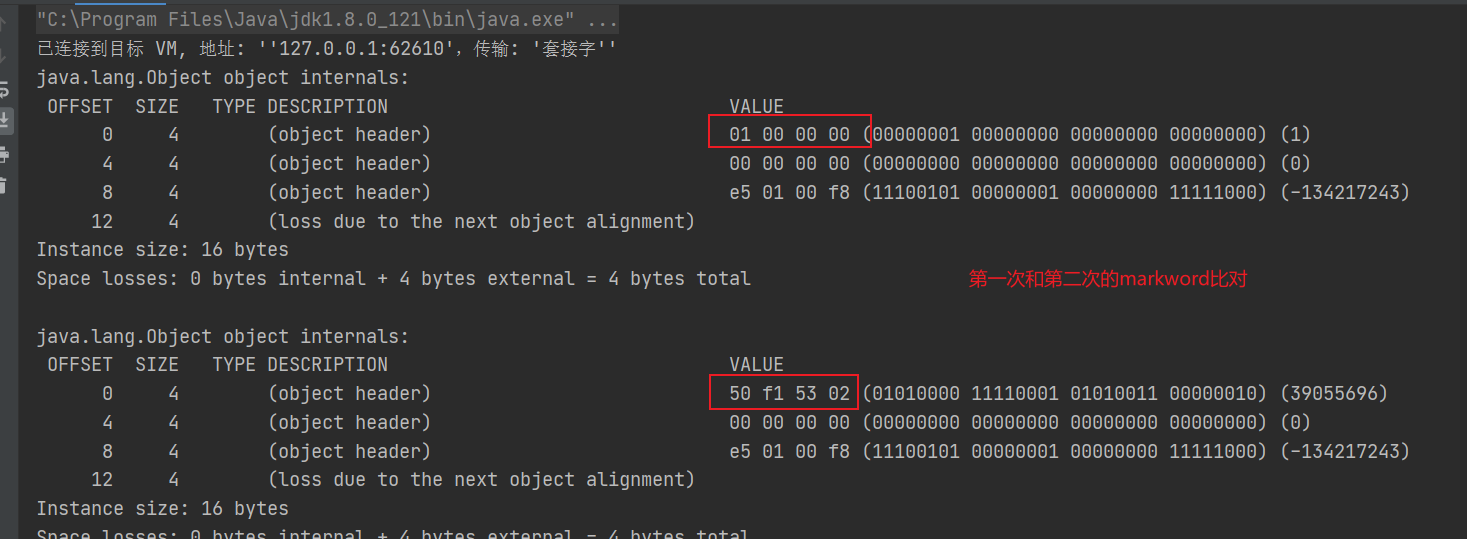 "C:\Program Files\Java\jdk1.8.0_121\bin\java.exe" ...
已连接到目标 VM, 地址: ''127.0.0.1:62610', 传输: '套接字''
java.lang.Object object internals:
 OFFSET  SIZE   TYPE DESCRIPTION                               VALUE
      0     4        (object header)                           01 00 00 00 (00000001 00000000 00000000 00000000) (1)
      4     4        (object header)                           00 00 00 00 (00000000 00000000 00000000 00000000) (0)
      8     4        (object header)                           e5 01 00 f8 (11100101 00000001 00000000 11111000) (-134217243)
     12     4        (loss due to the next object alignment)
Instance size: 16 bytes
Space losses: 0 bytes internal + 4 bytes external = 4 bytes total
第一次和第二次的markword比对
java.lang.Object object internals:
 OFFSET  SIZE   TYPE DESCRIPTION                               VALUE
      0     4        (object header)                           50 f1 53 02 (01010000 11110001 01010011 00000010) (39055696)
      4     4        (object header)                           00 00 00 00 (00000000 00000000 00000000 00000000) (0)
      8     4        (object header)                           e5 01 00 f8 (11100101 00000001 00000000 11111000) (-134217243)
     12     4        (loss due to the next object alignment)
Instance size: 16 bytes
Space losses: 0 bytes internal + 4 bytes external = 4 bytes total